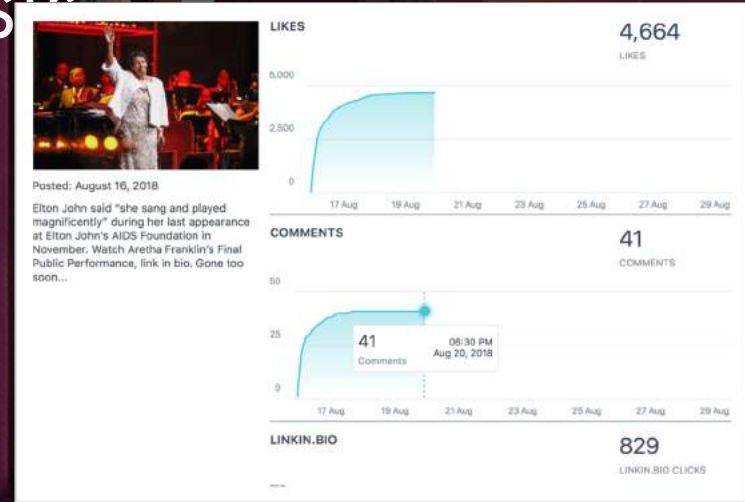 LIKES
4,664
LIKES
5,000
2,500
0
17 Aug 19 Aug 21 Aug 23 Aug 25 Aug 27 Aug 29 Aug
Posted: August 16, 2018
Elton John said "she sang and played
magnificently" during her last appearance
at Elton John's AIDS Foundation in
November. Watch Aretha Franklin's Final
Public Performance, link in bio. Gone too
soon...
COMMENTS
41
COMMENTS
50
25
0
41
Comments
06:30 PM
Aug 20, 2018
17 Aug 19 Aug 21 Aug 23 Aug 25 Aug 27 Aug 29 Aug
LINKIN.BIO
829
LINKIN.BIO CLICKS